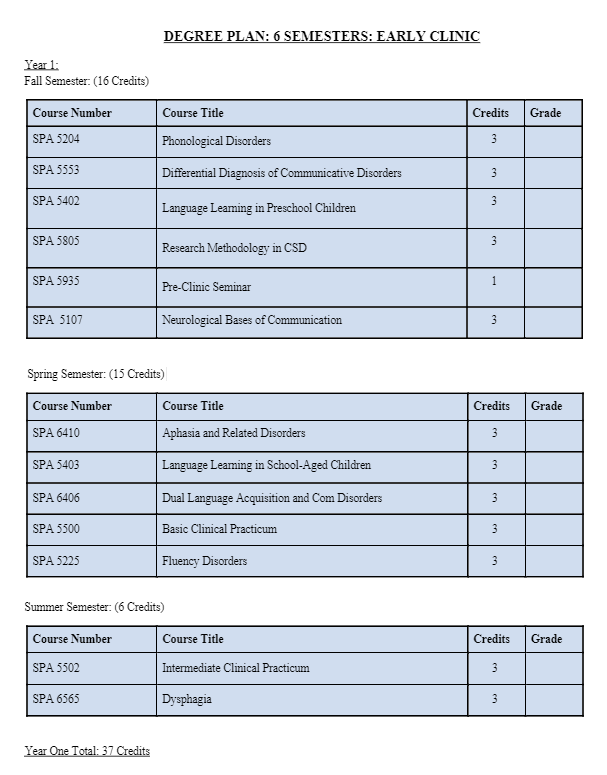 DEGREE PLAN: 6 SEMESTERS: EARLY CLINIC
Year 1:
Fall Semester: (16 Credits)
Course Number Course Title Credits Grade
SPA 5204 Phonological Disorders 3
SPA 5553 Differential Diagnosis of Communicative Disorders 3
SPA 5402 Language Learning in Preschool Children 3
SPA 5805 Research Methodology in CSD 3
SPA 5935 Pre-Clinic Seminar 1
SPA 5107 Neurological Bases of Communication 3
Spring Semester: (15 Credits)
Course Number Course Title Credits Grade
SPA 6410 Aphasia and Related Disorders 3
SPA 5403 Language Learning in School-Aged Children 3
SPA 6406 Dual Language Acquisition and Com Disorders 3
SPA 5500 Basic Clinical Practicum 3
SPA 5225 Fluency Disorders 3
Summer Semester: (6 Credits)
Course Number Course Title Credits Grade
SPA 5502 Intermediate Clinical Practicum 3
SPA 6565 Dysphagia 3
Year One Total: 37 Credits